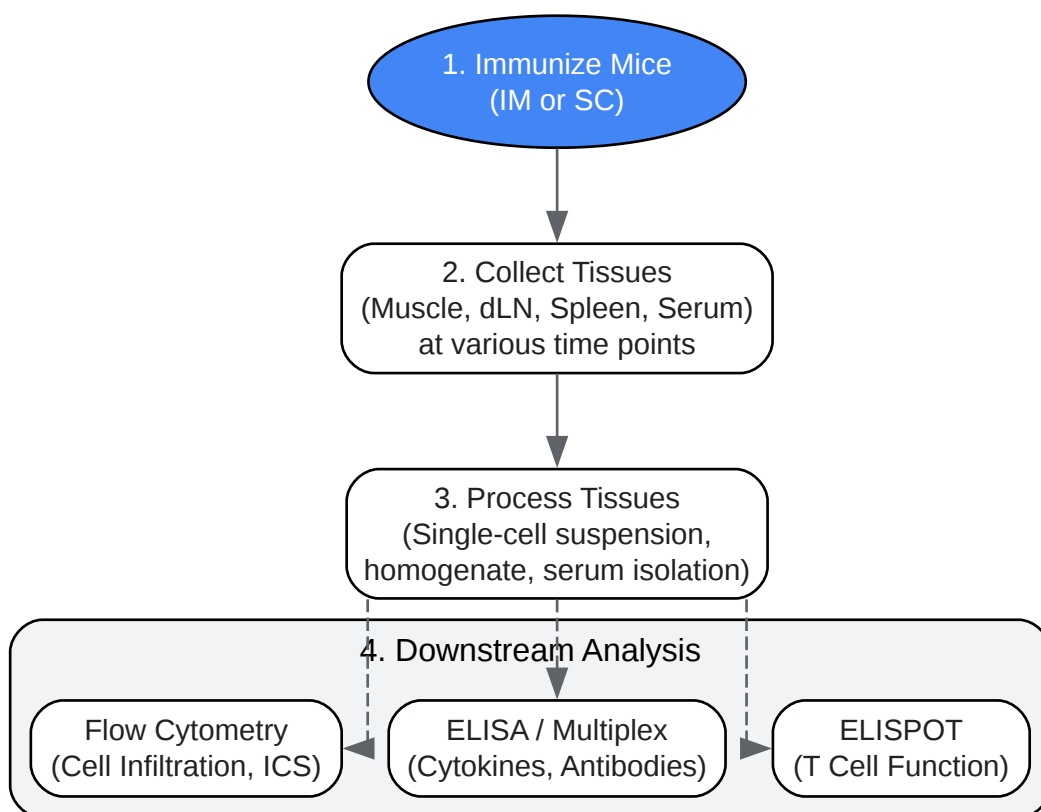 1. Immunize Mice
(IM or SC)
2. Collect Tissues
(Muscle, dLN, Spleen, Serum)
at various time points
3. Process Tissues
(Single-cell suspension,
homogenate, serum isolation)
4. Downstream Analysis
Flow Cytometry
(Cell Infiltration, ICS)
ELISA / Multiplex
(Cytokines, Antibodies)
ELISPOT
(T Cell Function)